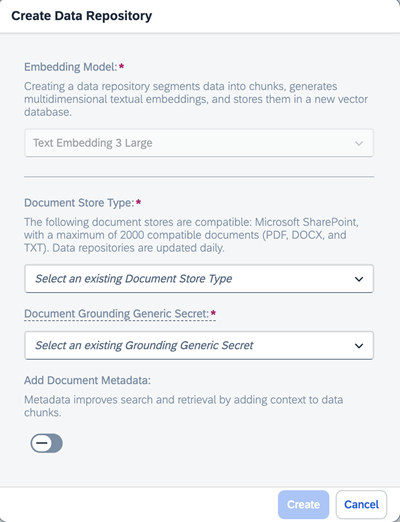 Create Data Repository
Embedding Model:*
Creating a data repository segments data into chunks, generates
multidimensional textual embeddings, and stores them in a new vector
database.
Text Embedding 3 Large
Document Store Type:*
The following document stores are compatible: Microsoft SharePoint,
with a maximum of 2000 compatible documents (PDF, DOCX, and
TXT). Data repositories are updated daily.
Select an existing Document Store Type
Document Grounding Generic Secret:*
Select an existing Grounding Generic Secret
Add Document Metadata:
Metadata improves search and retrieval by adding context to data
chunks.
Create
Cancel